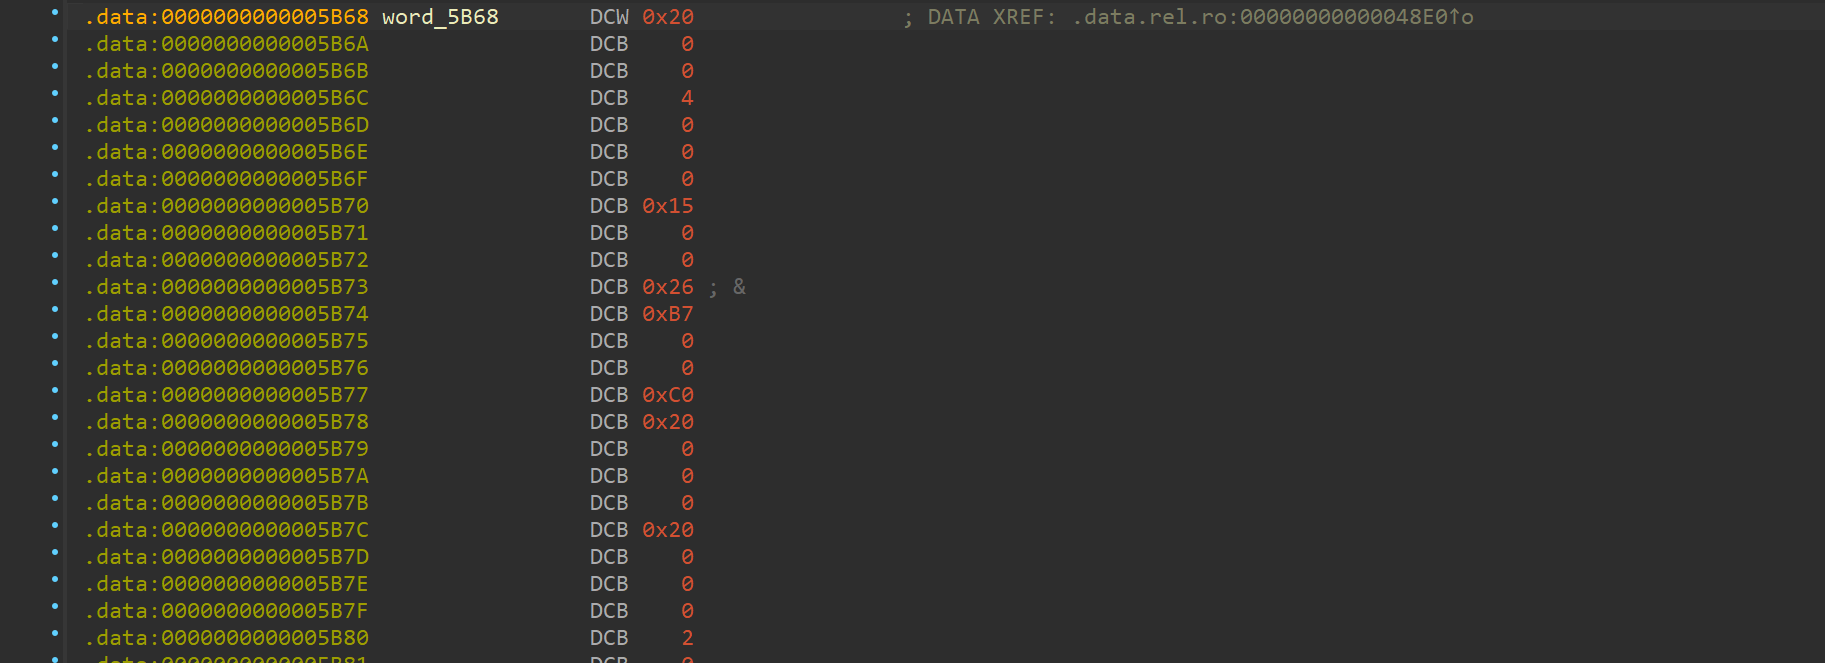 .data:0000000000005B68 word_5B68 DCW 0x20 ; DATA XREF: .data.rel.ro:00000000000048E0↑o
.data:0000000000005B6A DCB 0
.data:0000000000005B6B DCB 0
.data:0000000000005B6C DCB 4
.data:0000000000005B6D DCB 0
.data:0000000000005B6E DCB 0
.data:0000000000005B6F DCB 0
.data:0000000000005B70 DCB 0x15
.data:0000000000005B71 DCB 0
.data:0000000000005B72 DCB 0
.data:0000000000005B73 DCB 0x26 ; &
.data:0000000000005B74 DCB 0xB7
.data:0000000000005B75 DCB 0
.data:0000000000005B76 DCB 0
.data:0000000000005B77 DCB 0xC0
.data:0000000000005B78 DCB 0x20
.data:0000000000005B79 DCB 0
.data:0000000000005B7A DCB 0
.data:0000000000005B7B DCB 0
.data:0000000000005B7C DCB 0x20
.data:0000000000005B7D DCB 0
.data:0000000000005B7E DCB 0
.data:0000000000005B7F DCB 0
.data:0000000000005B80 DCB 2
.data:0000000000005B81 DCB 0